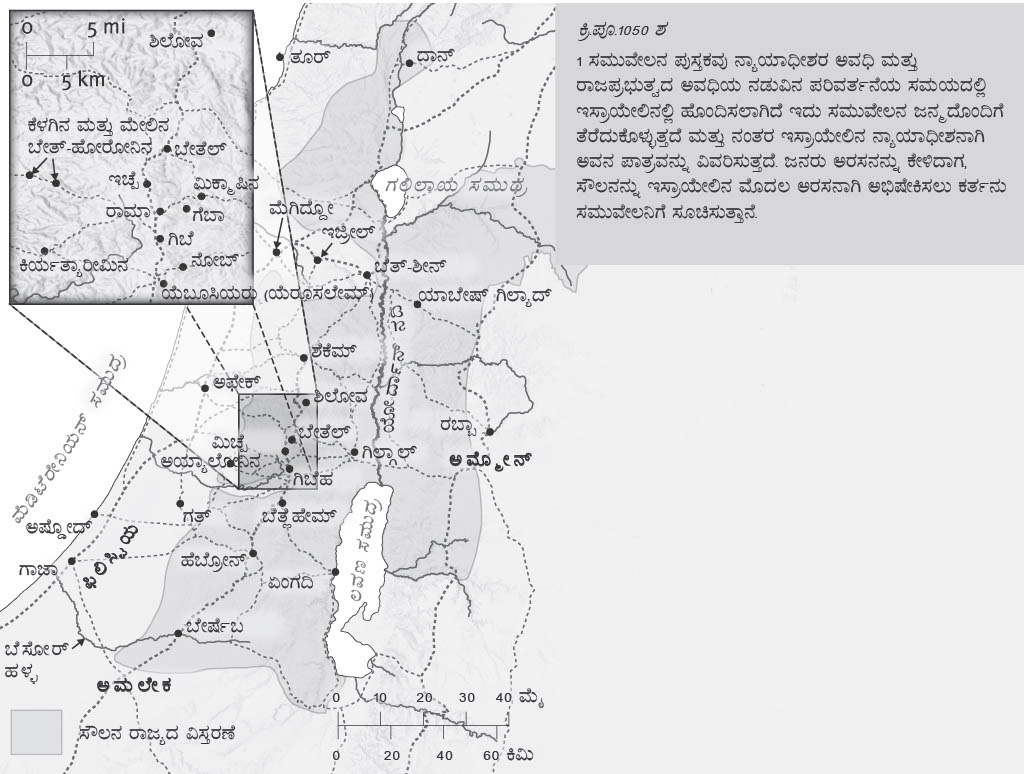 0 5 mi
0 5 km
ಶಿಲೋವ
ಕೆಳಗಿನ ಮತ್ತು ಮೇಲಿನ
ಬೇತ್-ಹೋರೋನಿನ
ಬೇತೆಲ್
ಇಚ್ಪೆ
ಮಿಕ್ಮಾಷಿನ
ರಾಮಾ
ಗೆಬಾ
ಗಿಬೆ
ಕಿರ್ಯತ್ಯಾರೀಮಿನ
ನೋಬ್
ಯೆಬೂಸಿಯರು (ಯೆರೂಸಲೇಮ್)
ಕ್ರಿ.ಪೂ.1050 ಶ
1 ಸಮುವೇಲನ ಪುಸ್ತಕವು ನ್ಯಾಯಾಧೀಶರ ಅವಧಿ ಮತ್ತು
ರಾಜಪ್ರಭುತ್ವದ ಅವಧಿಯ ನಡುವಿನ ಪರಿವರ್ತನೆಯ ಸಮಯದಲ್ಲಿ
ಇಸ್ರಾಯೇಲಿನಲ್ಲಿ ಹೊಂದಿಸಲಾಗಿದೆ ಇದು ಸಮುವೇಲನ ಜನ್ಮದೊಂದಿಗೆ
ತೆರೆದುಕೊಳ್ಳುತ್ತದೆ ಮತ್ತು ನಂತರ ಇಸ್ರಾಯೇಲಿನ ನ್ಯಾಯಾಧೀಶನಾಗಿ
ಅವನ ಪಾತ್ರವನ್ನು ವಿವರಿಸುತ್ತದೆ. ಜನರು ಅರಸನನ್ನು ಕೇಳಿದಾಗ,
ಸೌಲನನ್ನು ಇಸ್ರಾಯೇಲಿನ ಮೊದಲ ಅರಸನಾಗಿ ಅಭಿಷೇಕಿಸಲು ಕರ್ತನು
ಸಮುವೇಲನಿಗೆ ಸೂಚಿಸುತ್ತಾನೆ.
ತೂರ್
ದಾನ್
ಗಲಿಲಾಯ ಸಮುದ್ರ
ಮೆಗಿದ್ದೋ
ಇಜ್ರೇಲ್
ಬೆತ್-ಶೀನ್
ಯಾಬೇಷ್ ಗಿಲ್ಯಾದ್
ಶೆಕೆಮ್
ಅಫೇಕ್
ಶಿಲೋವ
ಮೆಡಿಟೆರೇನಿಯನ್ ಸಮುದ್ರ
ಬೇತೆಲ್
ರಬ್ಬಾ
ಮಿಚ್ಪೆ
ಅಯ್ಯಾಲೋನಿನ
ಗಿಲ್ಗಾಲ್
ಅಮ್ಮೋನ್
ಗಿಬೆಹ
ಗತ್
ಬೆತ್ಲೆಹೇಮ್
ಅಷ್ಡೋದ್
ಲವಣ ಸಮುದ್ರ
ಹೆಬ್ರೋನ್
ಗಾಜಾ
ಏಂಗದಿ
ಬೇರ್ಷೆಬ
ಬೆಸೋರ್
ಹಳ್ಳ
ಅಮಲೇಕ
0 10 20 30 40 ಮೈ
0 20 40 60 ಕಿಮಿ
ಸೌಲನ ರಾಜ್ಯದ ವಿಸ್ತರಣೆ